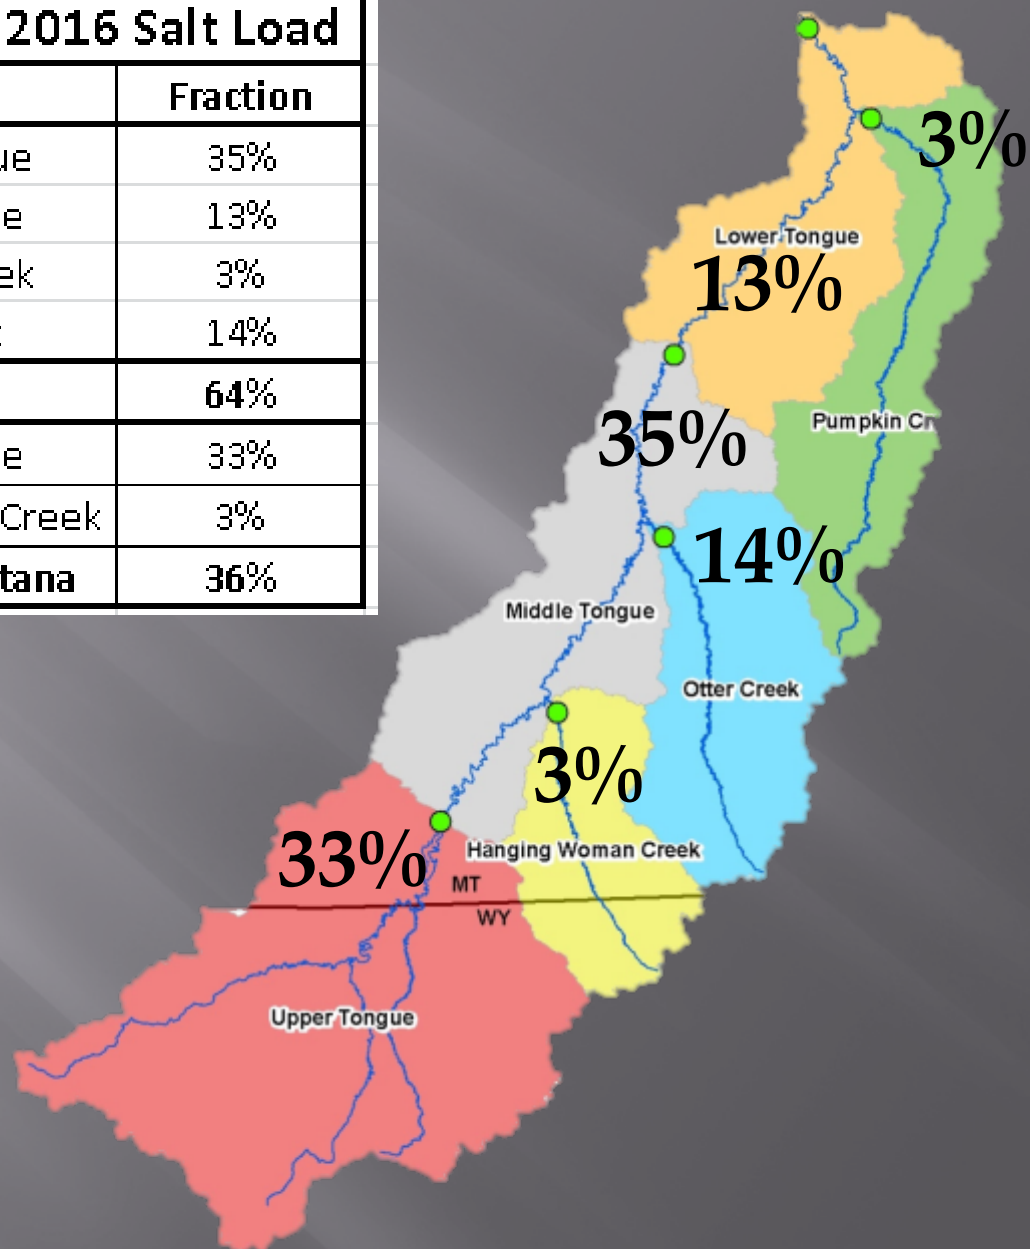 2016 Salt Load
Fraction
ue 35%
e 13%
ek 3%
14%
64%
e 33%
Creek 3%
tana 36%
3%
Lower Tongue
13%
35%
Pumpkin Cr
14%
Middle Tongue
Otter Creek
3%
33%
Hanging Woman Creek
MT
WY
Upper Tongue